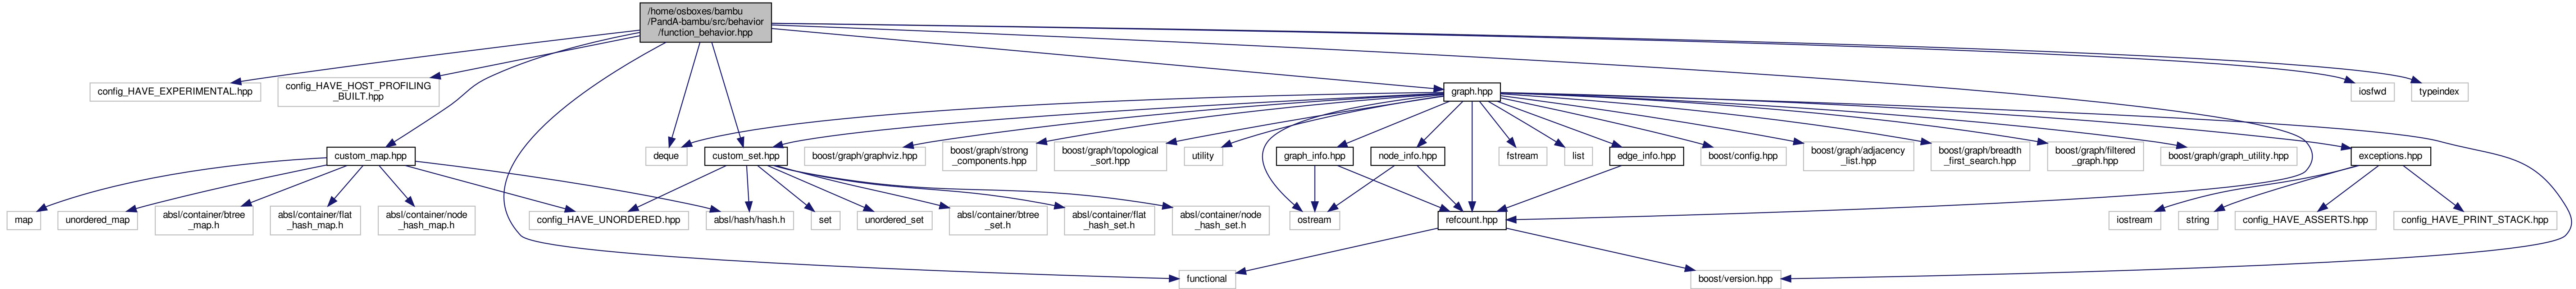 /home/osboxes/bambu
/PandA-bambu/src/behavior
/function_behavior.hpp
config_HAVE_EXPERIMENTAL.hpp
config_HAVE_HOST_PROFILING
_BUILT.hpp
graph.hpp
iosfwd
typeindex
custom_map.hpp
deque
custom_set.hpp
boost/graph/graphviz.hpp
boost/graph/strong
_components.hpp
boost/graph/topological
_sort.hpp
utility
graph_info.hpp
node_info.hpp
fstream
list
edge_info.hpp
boost/config.hpp
boost/graph/adjacency
_list.hpp
boost/graph/breadth
_first_search.hpp
boost/graph/filtered
_graph.hpp
boost/graph/graph_utility.hpp
exceptions.hpp
map
unordered_map
absl/container/btree
_map.h
absl/container/flat
_hash_map.h
absl/container/node
_hash_map.h
config_HAVE_UNORDERED.hpp
absl/hash/hash.h
set
unordered_set
absl/container/btree
_set.h
absl/container/flat
_hash_set.h
absl/container/node
_hash_set.h
ostream
refcount.hpp
iostream
string
config_HAVE_ASSERTS.hpp
config_HAVE_PRINT_STACK.hpp
functional
boost/version.hpp